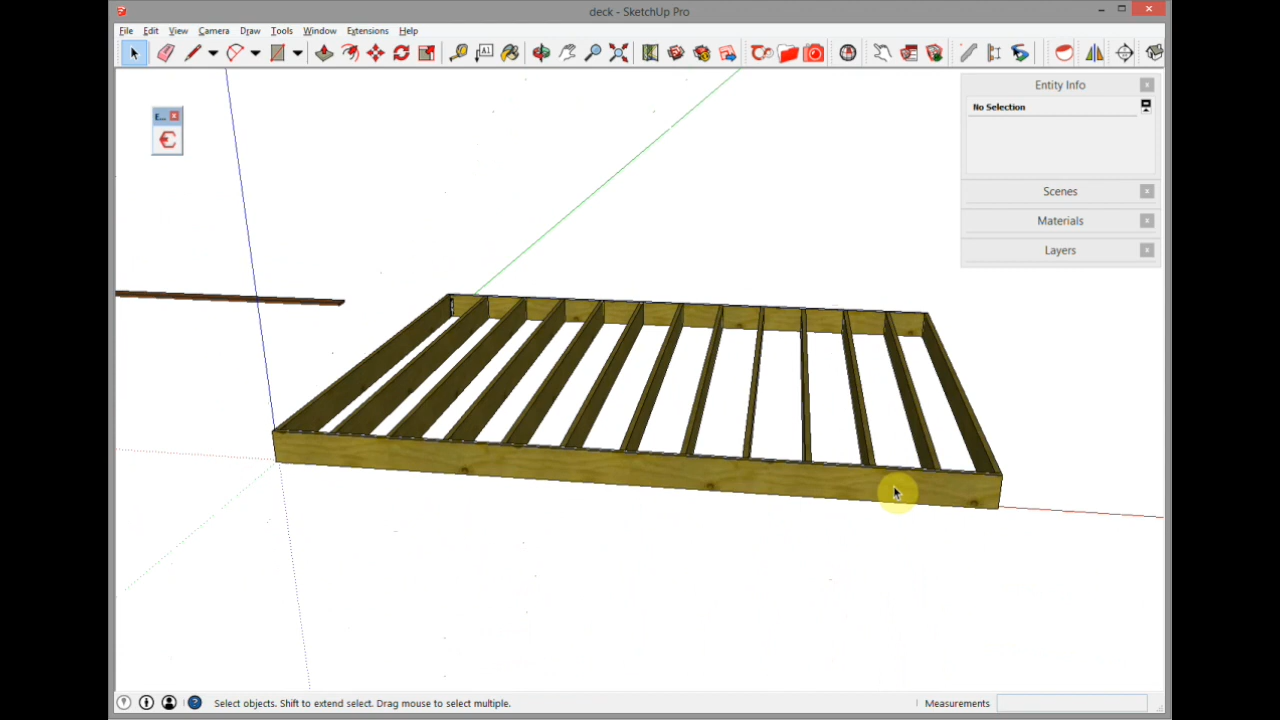 deck - SketchUp Pro
File Edit View Camera Draw Tools Window Extensions Help
A1
Entity Info
E...
No Selection
Scenes
Materials
Layers
Select objects. Shift to extend select. Drag mouse to select multiple.
Measurements